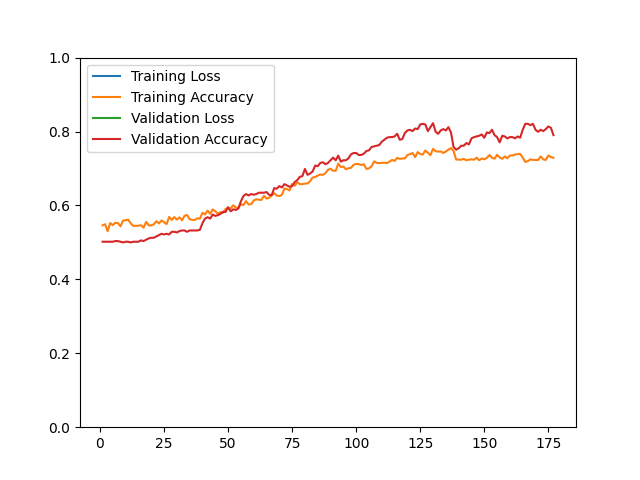 Training Loss
Training Accuracy
Validation Loss
Validation Accuracy
1.0
0.8
0.6
0.4
0.2
0.0
0 25 50 75 100 125 150 175